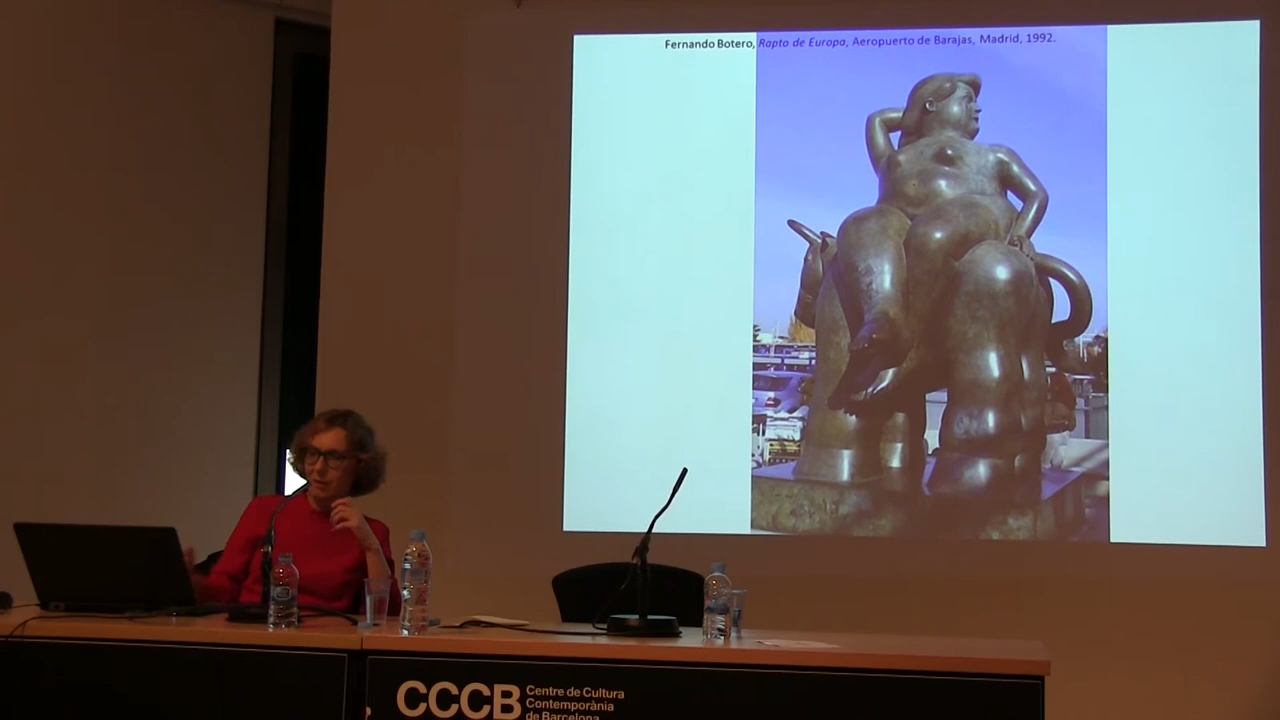 Fernando Botero, Rapto de Europa, Aeropuerto de Barajas, Madrid, 1992.
CCCB Centre de Cultura
Contemporània
de Barcelona